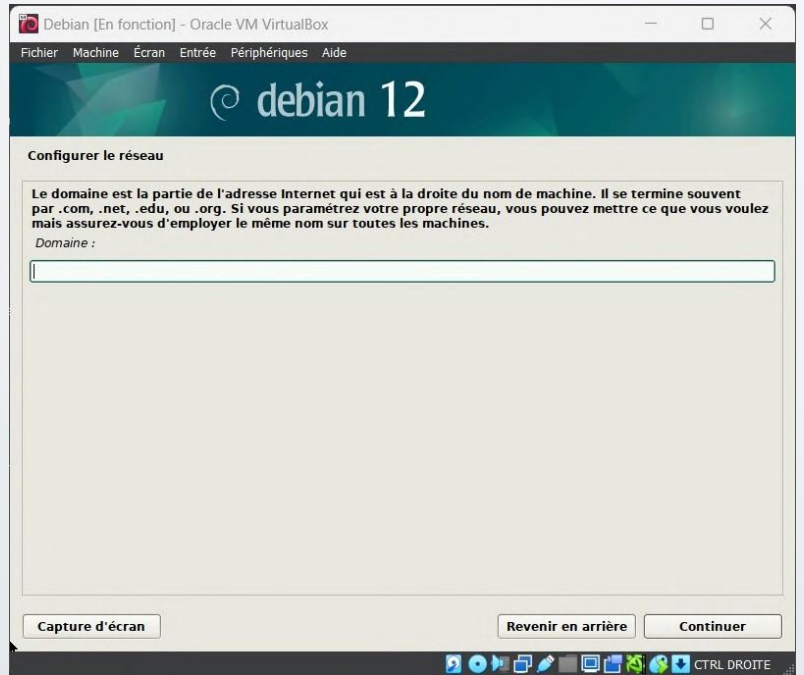 Debian [En fonction] - Oracle VM VirtualBox
Fichier Machine Écran Entrée Périphériques Aide
debian 12
Configurer le réseau
Le domaine est la partie de l'adresse Internet qui est à la droite du nom de machine. Il se termine souvent
par .com, .net, .edu, ou .org. Si vous paramétrez votre propre réseau, vous pouvez mettre ce que vous voulez
mais assurez-vous d'employer le même nom sur toutes les machines.
Domaine :
Capture d'écran Revenir en arrière Continuer
CTRL DROITE